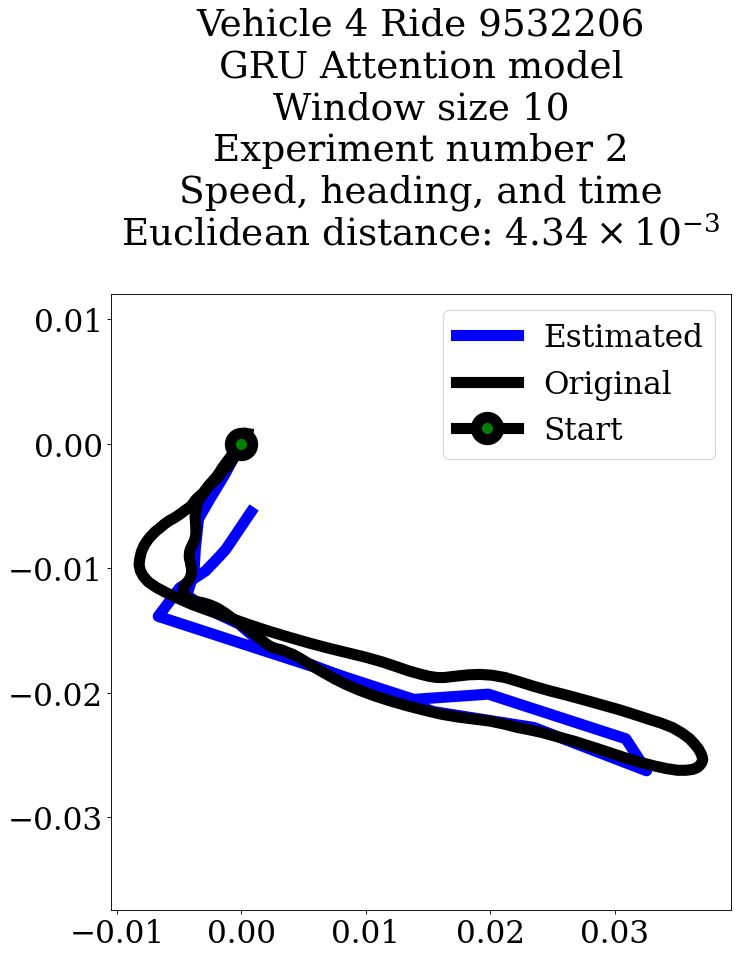 Vehicle 4 Ride 9532206
GRU Attention model
Window size 10
Experiment number 2
Speed, heading, and time
Euclidean distance: 4.34 × 10⁻³
Estimated
Original
Start
0.01
0.00
−0.01
−0.02
−0.03
−0.01 0.00 0.01 0.02 0.03